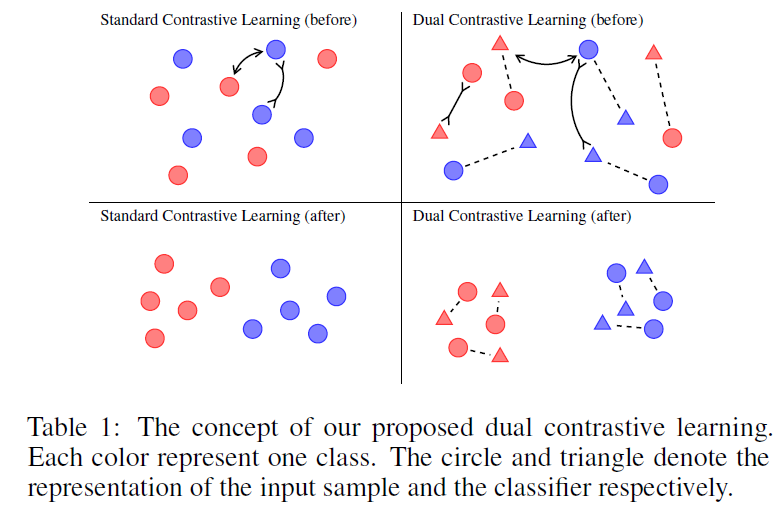 Standard Contrastive Learning (before)
Dual Contrastive Learning (before)
Standard Contrastive Learning (after)
Dual Contrastive Learning (after)
Table 1: The concept of our proposed dual contrastive learning.
Each color represent one class. The circle and triangle denote the
representation of the input sample and the classifier respectively.